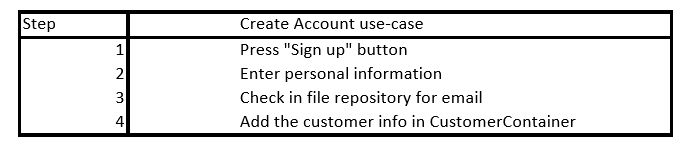 Step Create Account use-case
1 Press "Sign up" button
2 Enter personal information
3 Check in file repository for email
4 Add the customer info in CustomerContainer